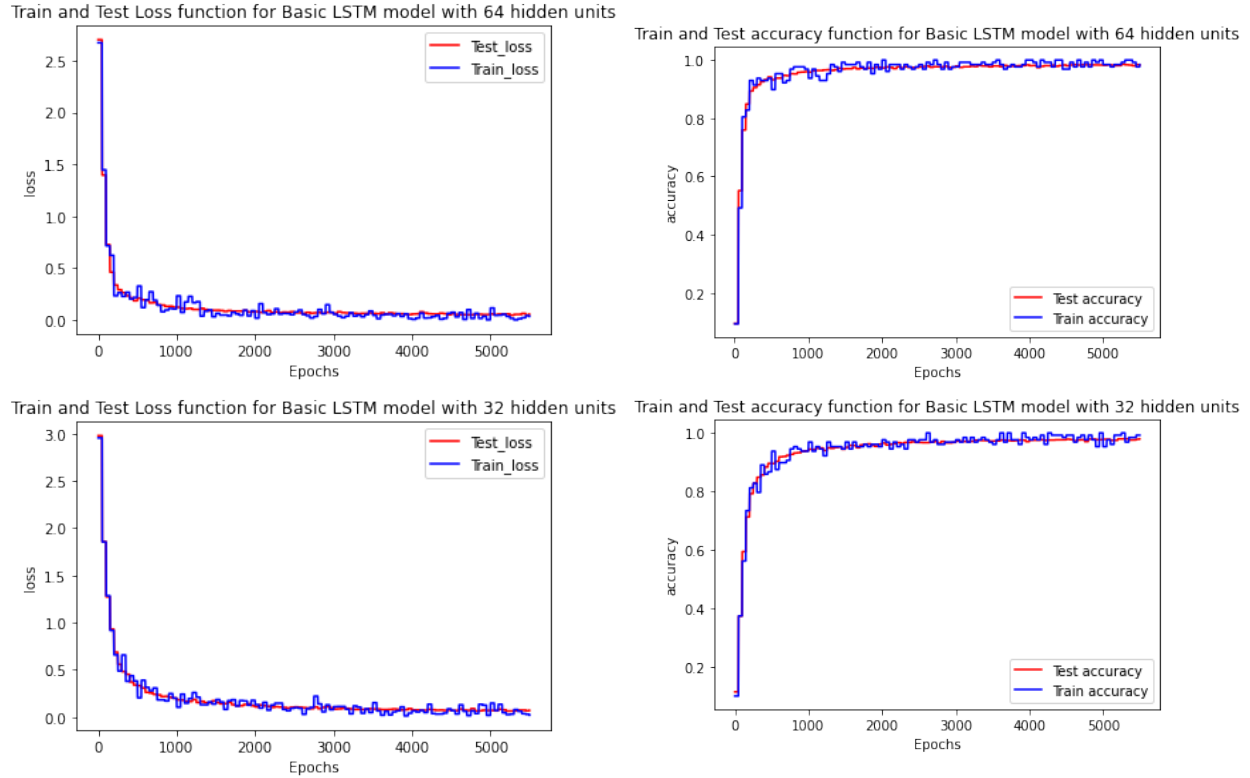 Train and Test Loss function for Basic LSTM model with 64 hidden units
2.5
2.0
1.5
1.0
0.5
0.0
loss
Test_loss
Train_loss
0 1000 2000 3000 4000 5000
Epochs
Train and Test accuracy function for Basic LSTM model with 64 hidden units
1.0
0.8
0.6
0.4
0.2
accuracy
Test accuracy
Train accuracy
0 1000 2000 3000 4000 5000
Epochs
Train and Test Loss function for Basic LSTM model with 32 hidden units
3.0
2.5
2.0
1.5
1.0
0.5
0.0
loss
Test_loss
Train_loss
0 1000 2000 3000 4000 5000
Epochs
Train and Test accuracy function for Basic LSTM model with 32 hidden units
1.0
0.8
0.6
0.4
0.2
accuracy
Test accuracy
Train accuracy
0 1000 2000 3000 4000 5000
Epochs